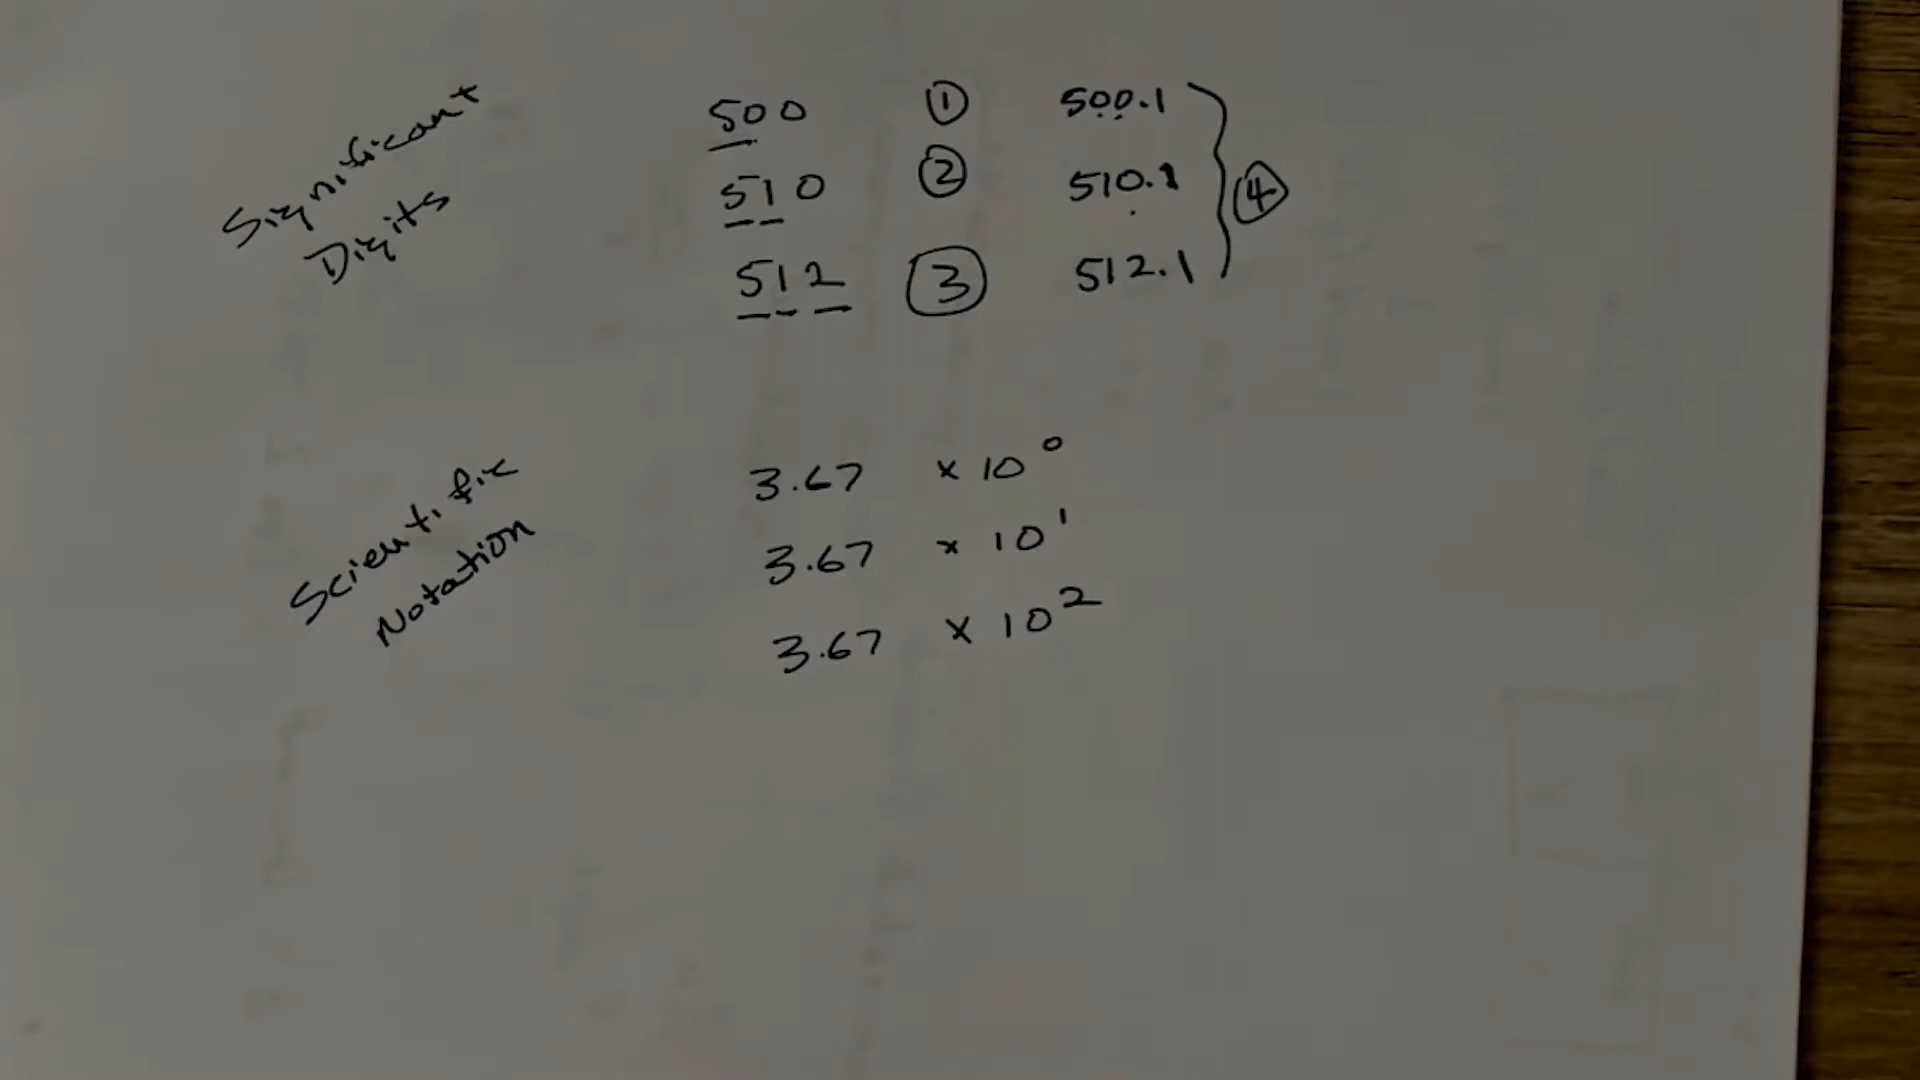 Significant
Digits
500 ① 500.1
510 ② 510.1
512 ③ 512.1
④
Scientific
Notation
3.67 × 10⁰
3.67 × 10¹
3.67 × 10²